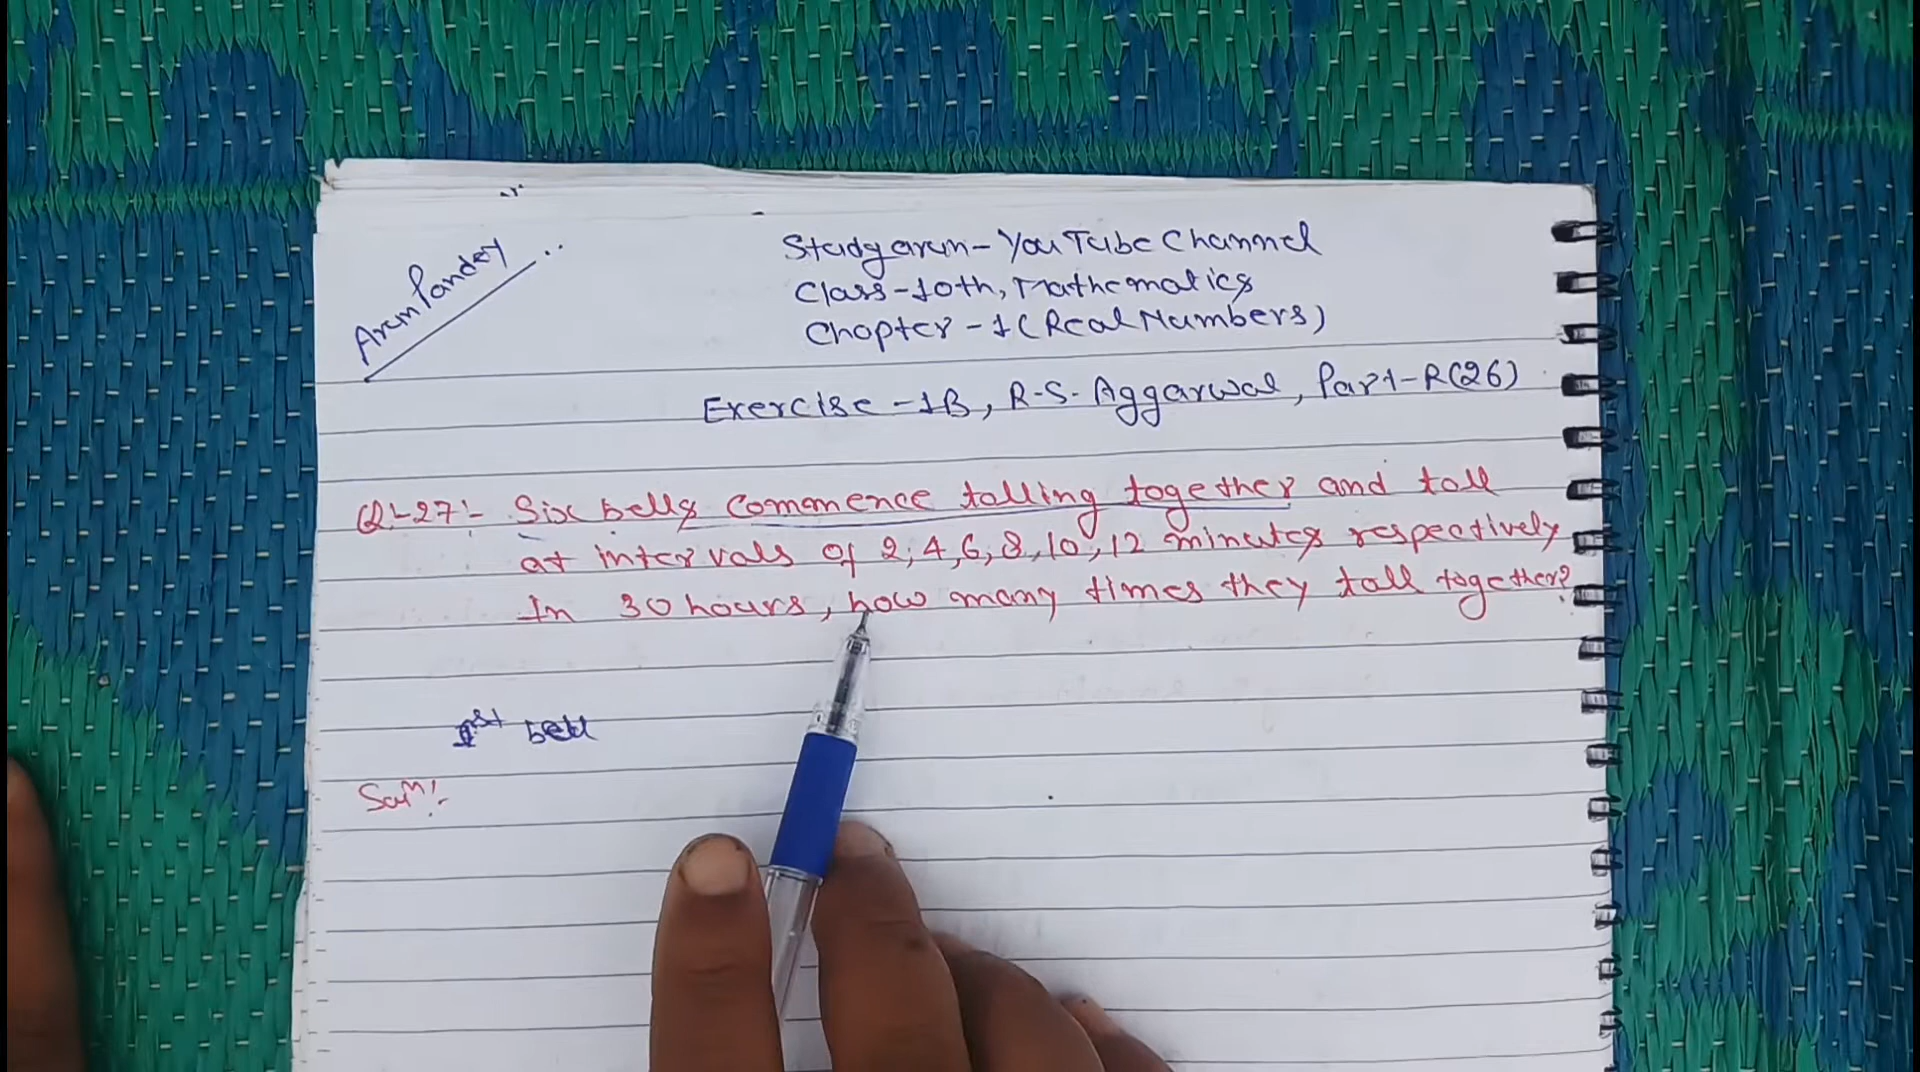 Arun Pandey
Study arun - YouTube Channel
Class - 10th, Mathematics
Chapter - 1 (Real Numbers)
Exercise - 1B, R.S. Aggarwal, Part-R(26)
Q:-27:- Six bells commence tolling together and toll
at intervals of 2, 4, 6, 8, 10, 12 minutes respectively
In 30 hours, how many times they toll together?
1st bell
Soln:-